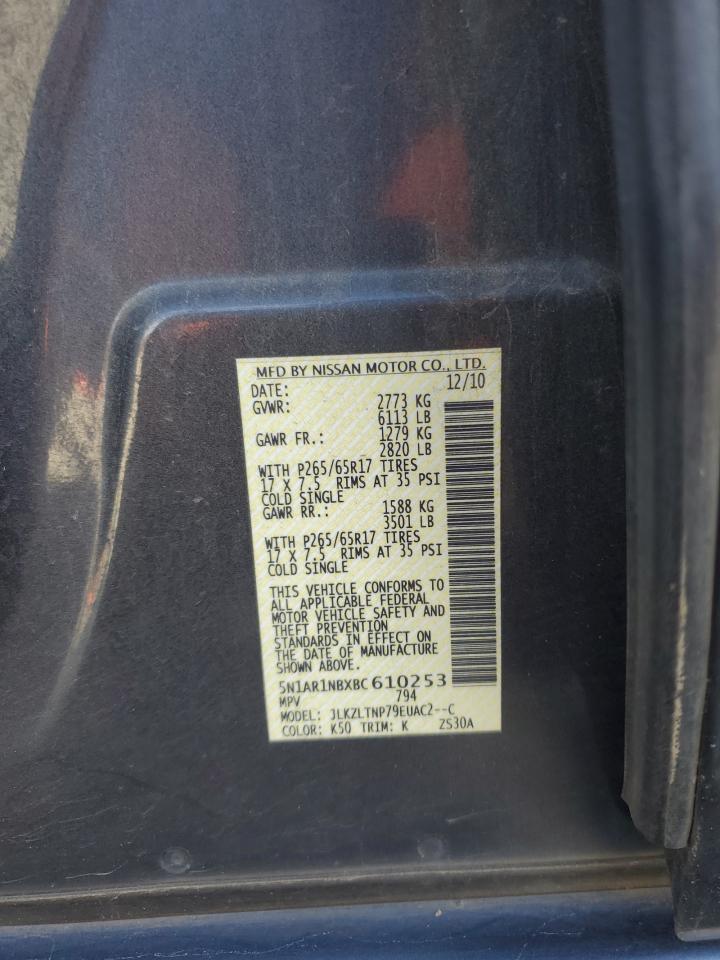 MFD BY NISSAN MOTOR CO., LTD.
DATE: 12/10
GVWR: 2773 KG
6113 LB
GAWR FR.: 1279 KG
2820 LB
WITH P265/65R17 TIRES
17 X 7.5 RIMS AT 35 PSI
COLD SINGLE
GAWR RR.: 1588 KG
3501 LB
WITH P265/65R17 TIRES
17 X 7.5 RIMS AT 35 PSI
COLD SINGLE
THIS VEHICLE CONFORMS TO
ALL APPLICABLE FEDERAL
MOTOR VEHICLE SAFETY AND
THEFT PREVENTION
STANDARDS IN EFFECT ON
THE DATE OF MANUFACTURE
SHOWN ABOVE.
5N1AR1NBXBC610253
MPV 794
MODEL: JLKZLTNP79EUAC2--C
COLOR: K50 TRIM: K ZS30A